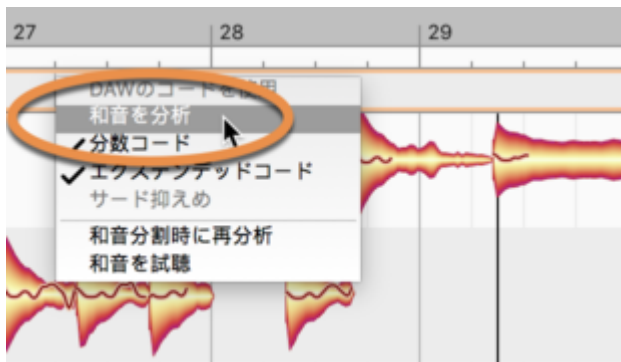 27 28 29
DAWのコードを使用
和音を分析
分数コード
エクステンデッドコード
サード抑えめ
和音分割時に再分析
和音を試聴